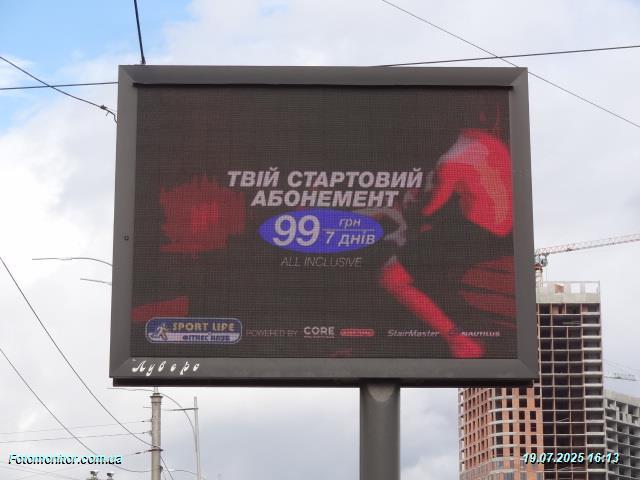 ТВІЙ СТАРТОВИЙ
АБОНЕМЕНТ
99 грн
7 днів
ALL INCLUSIVE
SPORT LIFE
ФІТНЕС КЛУБ
POWERED BY
CORE
StairMaster
NAUTILUS
Луверс
Fotomonitor.com.ua
19.07.2025 16:13